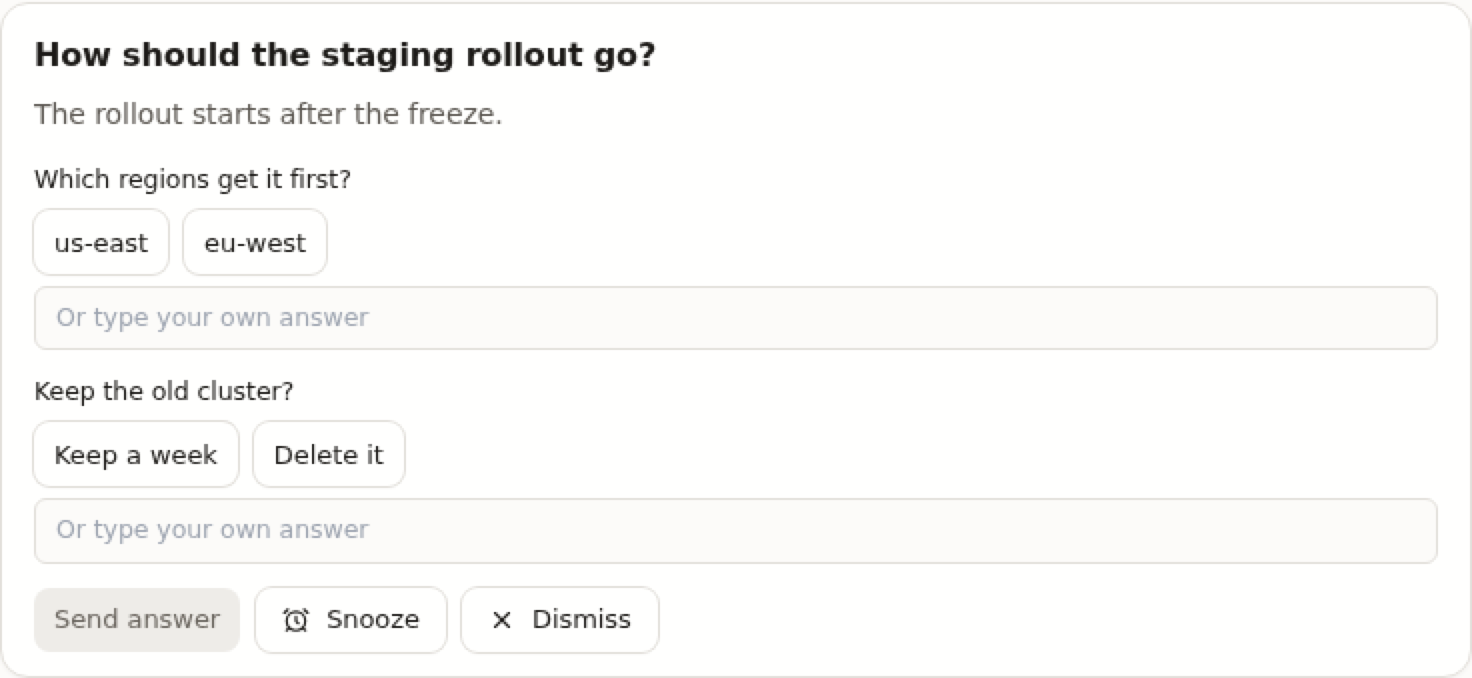 How should the staging rollout go?
The rollout starts after the freeze.
Which regions get it first?
us-east eu-west
Or type your own answer
Keep the old cluster?
Keep a week Delete it
Or type your own answer
Send answer Snooze Dismiss